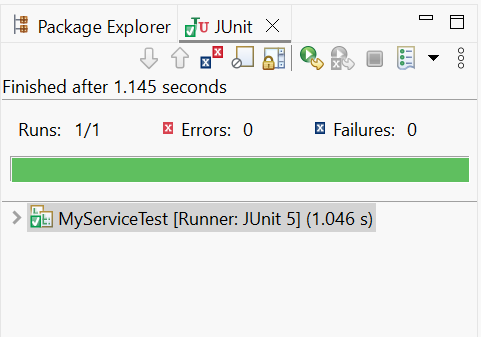 Package Explorer JUnit
Finished after 1.145 seconds
Runs: 1/1 Errors: 0 Failures: 0
MyServiceTest [Runner: JUnit 5] (1.046 s)